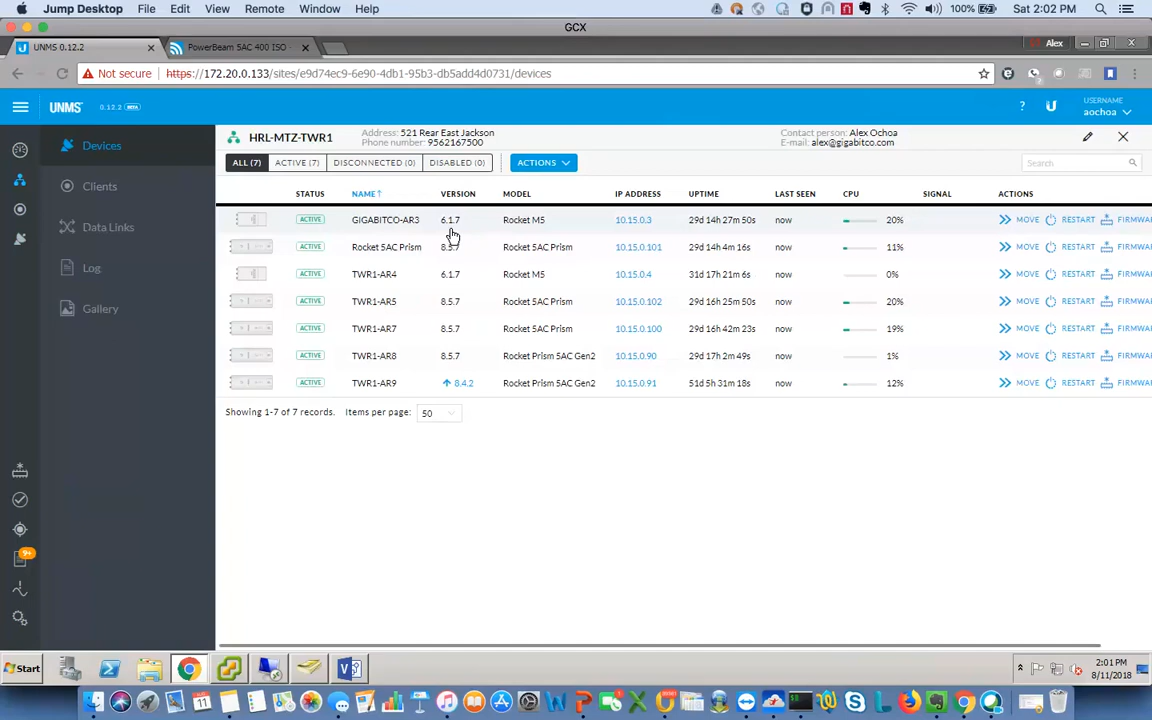 Jump Desktop File Edit View Remote Window Help 100% Sat 2:02 PM
GCX
UNMS 0.12.2 PowerBeam 5AC 400 ISO - Alex
Not secure https://172.20.0.133/sites/e9d74ec9-6e90-4db1-95b3-db5add4d0731/devices
UNMS 0.12.2 BETA ? USERNAME
aochoa
HRL-MTZ-TWR1 Address: 521 Rear East Jackson Contact person: Alex Ochoa
Phone number: 9562167500 E-mail: alex@gigabitco.com
Devices
Clients
Data Links
Log
Gallery
9+
ALL (7) ACTIVE (7) DISCONNECTED (0) DISABLED (0) ACTIONS Search
STATUS NAME VERSION MODEL IP ADDRESS UPTIME LAST SEEN CPU SIGNAL ACTIONS
ACTIVE GIGABITCO-AR3 6.1.7 Rocket M5 10.15.0.3 29d 14h 27m 50s now 20% MOVE RESTART FIRMWA
ACTIVE Rocket 5AC Prism 8.5.7 Rocket 5AC Prism 10.15.0.101 29d 14h 4m 16s now 11% MOVE RESTART FIRMWA
ACTIVE TWR1-AR4 6.1.7 Rocket M5 10.15.0.4 31d 17h 21m 6s now 0% MOVE RESTART FIRMWA
ACTIVE TWR1-AR5 8.5.7 Rocket 5AC Prism 10.15.0.102 29d 16h 25m 50s now 20% MOVE RESTART FIRMWA
ACTIVE TWR1-AR7 8.5.7 Rocket 5AC Prism 10.15.0.100 29d 16h 42m 23s now 19% MOVE RESTART FIRMWA
ACTIVE TWR1-AR8 8.5.7 Rocket Prism 5AC Gen2 10.15.0.90 29d 17h 2m 49s now 1% MOVE RESTART FIRMWA
ACTIVE TWR1-AR9 8.4.2 Rocket Prism 5AC Gen2 10.15.0.91 51d 5h 31m 18s now 12% MOVE RESTART FIRMWA
Showing 1-7 of 7 records. Items per page: 50
Start 2:01 PM
8/11/2018